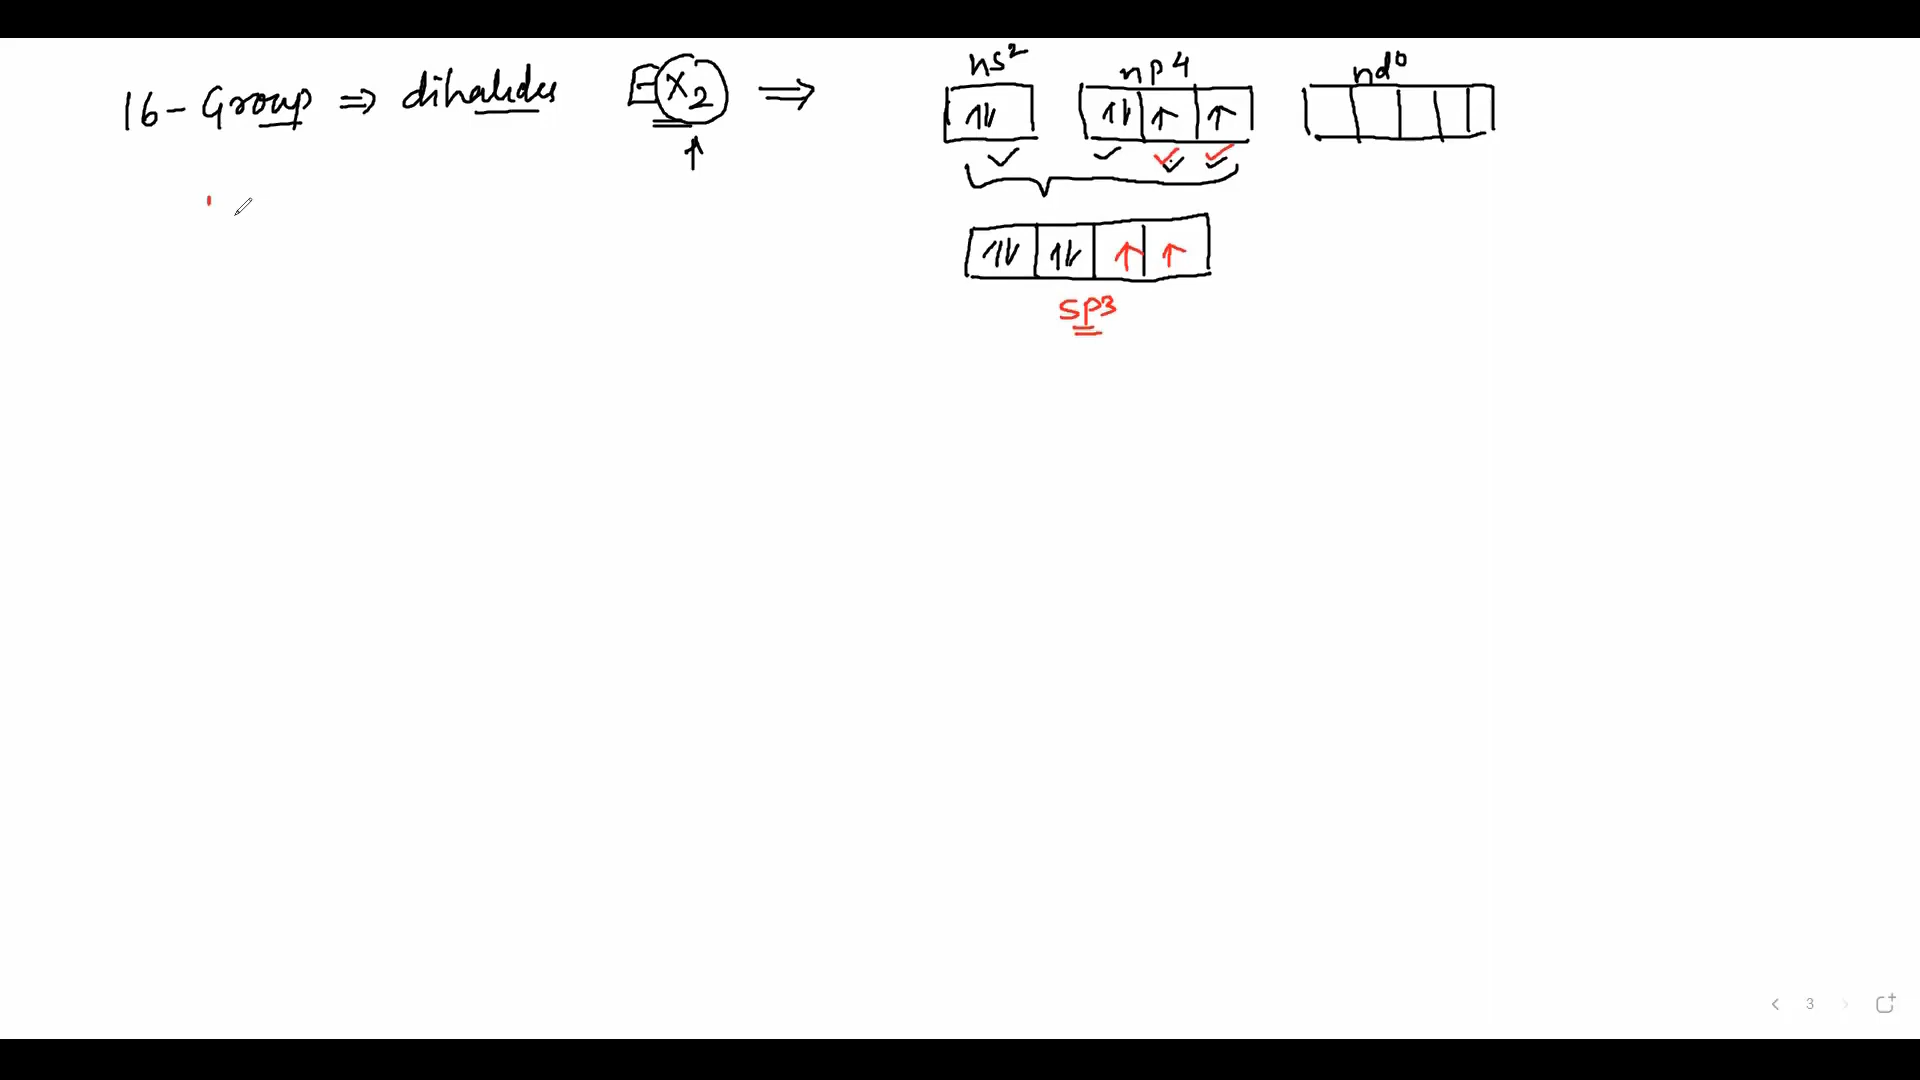 16 - Group ⇒ dihalides EX₂ ⇒ ns² np4 nd⁰
↑↓ ↑↓ ↑ ↑
↑↓ ↑↓ ↑ ↑
sp3
3